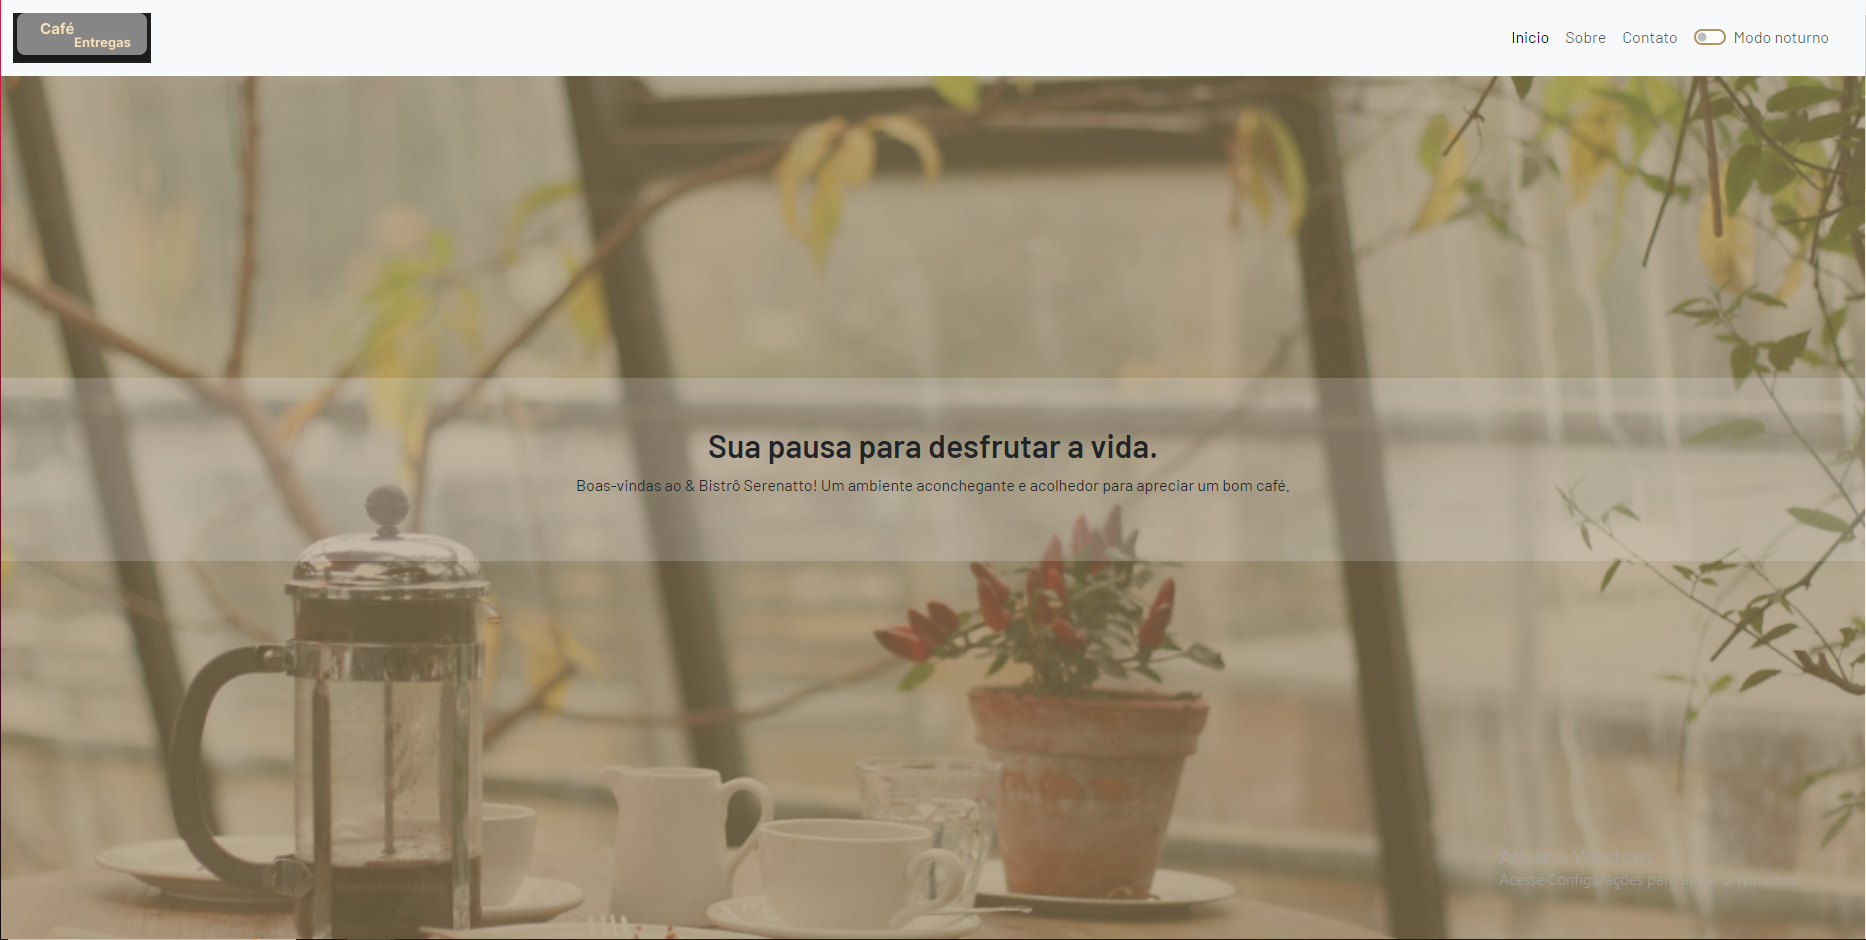 Café
Entregas
Inicio Sobre Contato Modo noturno
Sua pausa para desfrutar a vida.
Boas-vindas ao & Bistrô Serenatto! Um ambiente aconchegante e acolhedor para apreciar um bom café.
Ativar o Windows
Acesse Configurações para ativar o Windows.